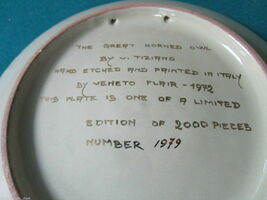 THE GREAT HORNED OWL
BY V. TIZIANO
HAND ETCHED AND PAINTED IN ITALY
BY VENETO FLAIR - 1972
THIS PLATE IS ONE OF A LIMITED
EDITION OF 2000 PIECES
NUMBER 1979